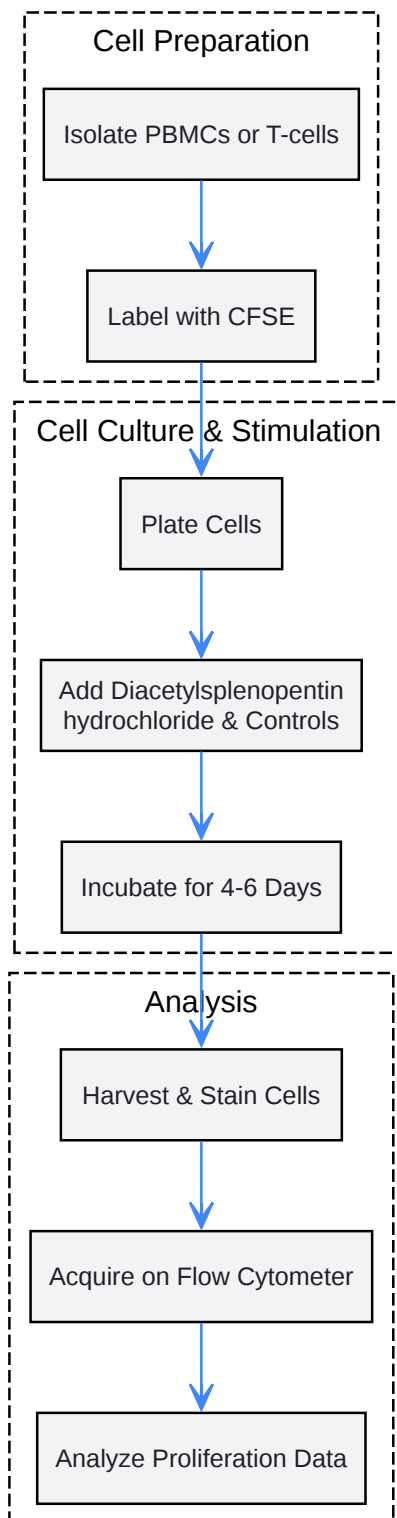 Cell Preparation
Isolate PBMCs or T-cells
Label with CFSE
Cell Culture & Stimulation
Plate Cells
Add Diacetylsplenopentin
hydrochloride & Controls
Incubate for 4-6 Days
Analysis
Harvest & Stain Cells
Acquire on Flow Cytometer
Analyze Proliferation Data